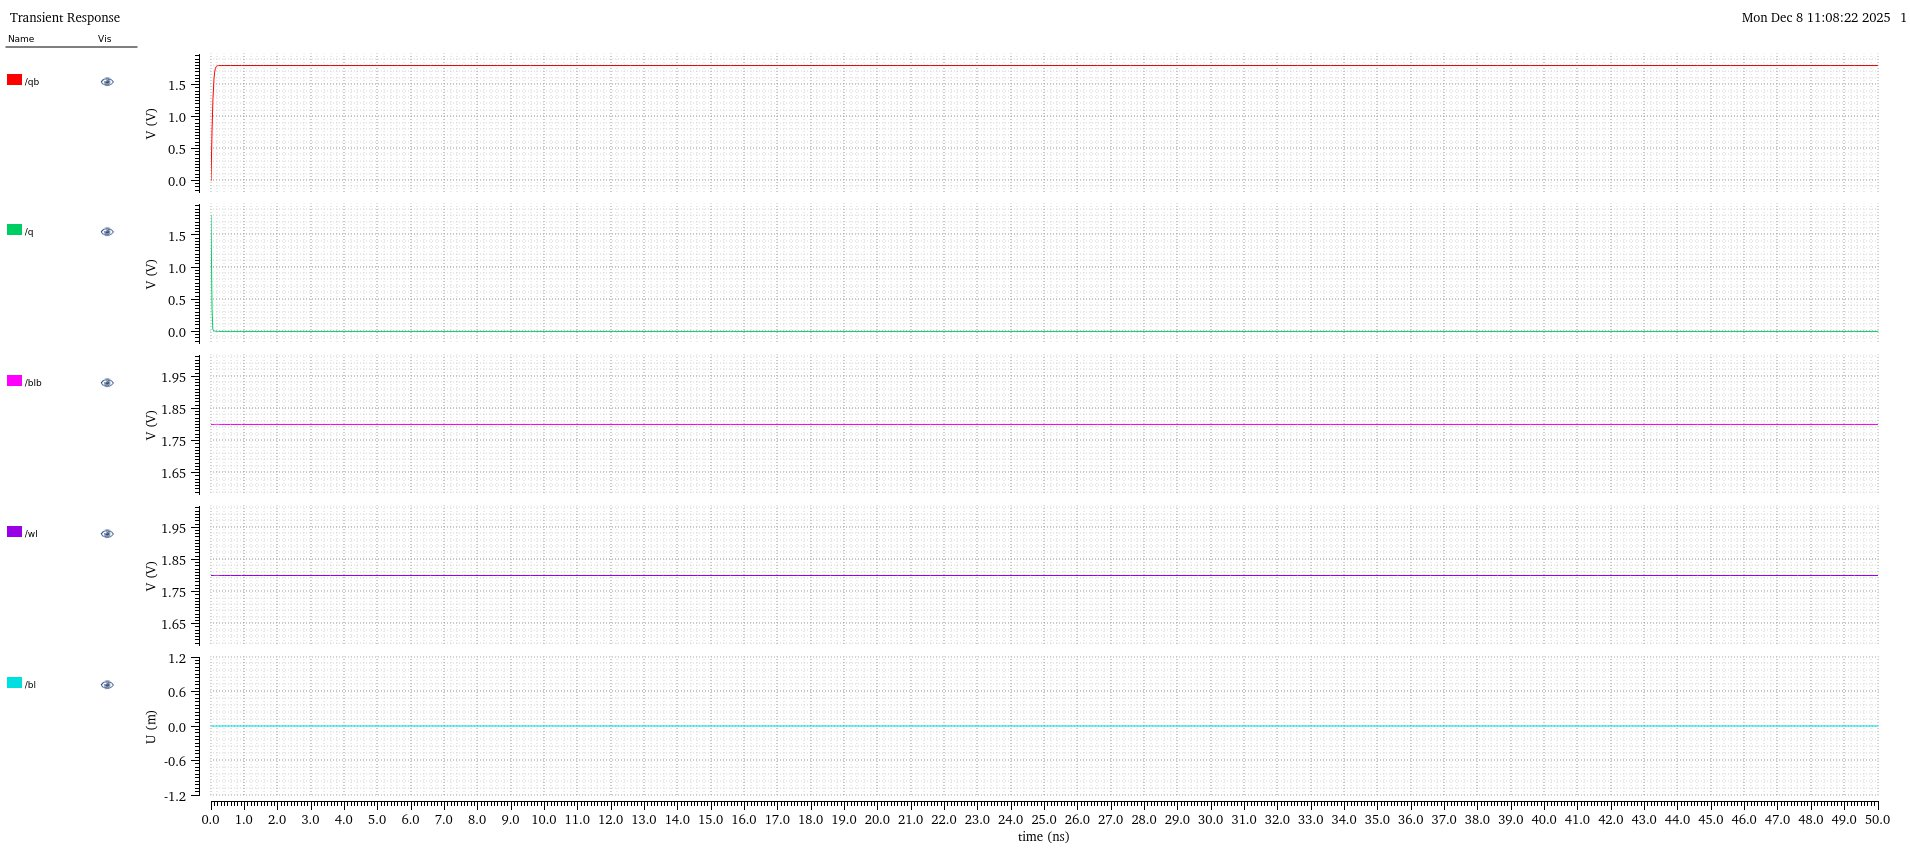 Transient Response
Mon Dec 8 11:08:22 2025 1
Name Vis
/qb
V (V)
1.5
1.0
0.5
0.0
/q
V (V)
1.5
1.0
0.5
0.0
/blb
V (V)
1.95
1.85
1.75
1.65
/wl
V (V)
1.95
1.85
1.75
1.65
/bl
U (m)
1.2
0.6
0.0
-0.6
-1.2
0.0 1.0 2.0 3.0 4.0 5.0 6.0 7.0 8.0 9.0 10.0 11.0 12.0 13.0 14.0 15.0 16.0 17.0 18.0 19.0 20.0 21.0 22.0 23.0 24.0 25.0 26.0 27.0 28.0 29.0 30.0 31.0 32.0 33.0 34.0 35.0 36.0 37.0 38.0 39.0 40.0 41.0 42.0 43.0 44.0 45.0 46.0 47.0 48.0 49.0 50.0
time (ns)